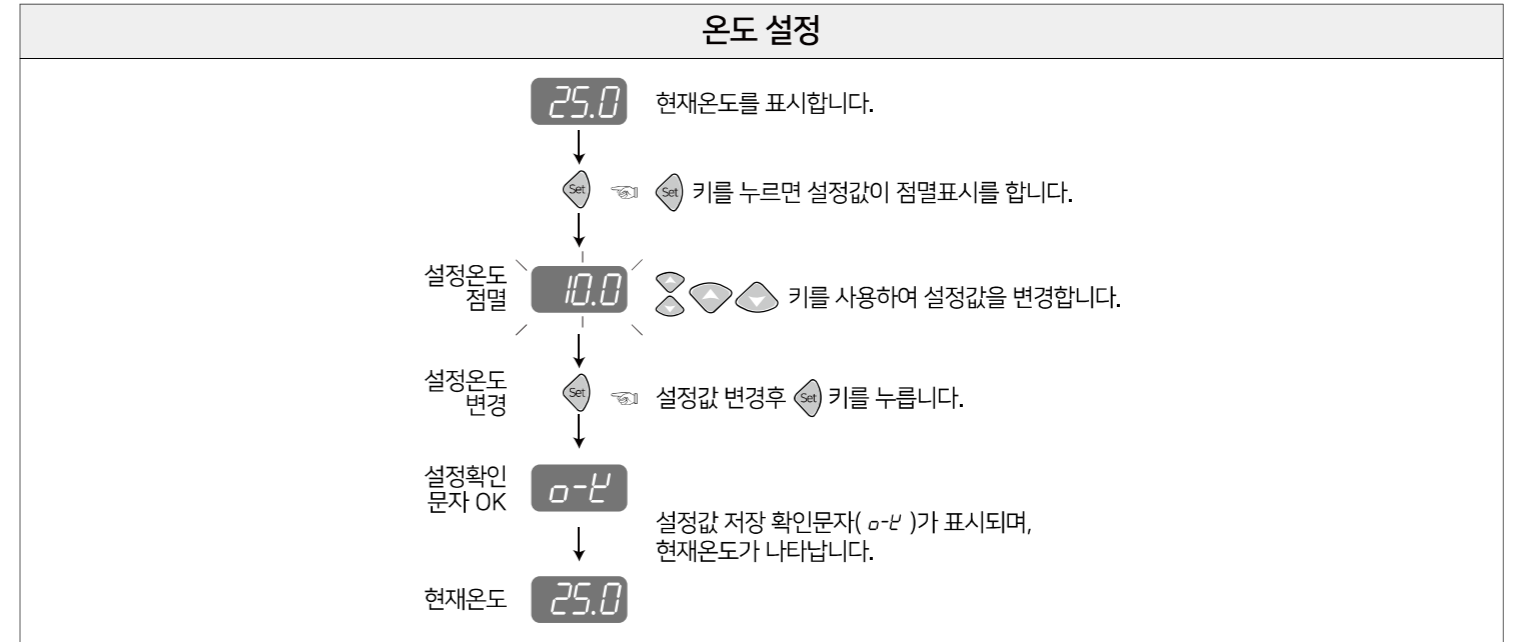 온도 설정
25.0 현재온도를 표시합니다.
Set Set 키를 누르면 설정값이 점멸표시를 합니다.
설정온도
점멸
10.0 키를 사용하여 설정값을 변경합니다.
설정온도
변경
Set 설정값 변경후 Set 키를 누릅니다.
설정확인
문자 OK
o-k
설정값 저장 확인문자( o-k )가 표시되며,
현재온도가 나타납니다.
현재온도 25.0